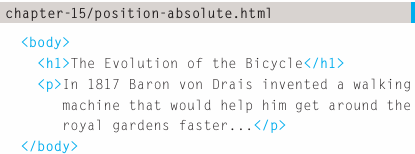 chapter-15/position-absolute.html
<body>
<h1>The Evolution of the Bicycle</h1>
<p>In 1817 Baron von Drais invented a walking
machine that would help him get around the
royal gardens faster...</p>
</body>